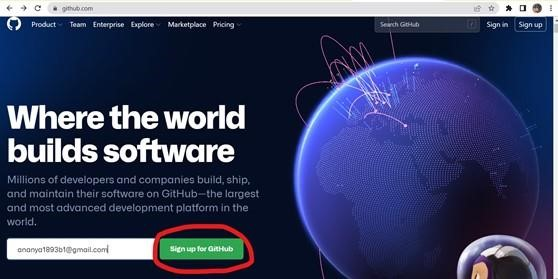 github.com
Product Team Enterprise Explore Marketplace Pricing Search GitHub / Sign in Sign up
Where the world
builds software
Millions of developers and companies build, ship,
and maintain their software on GitHub—the largest
and most advanced development platform in the
world.
ananya1893b1@gmail.com Sign up for GitHub